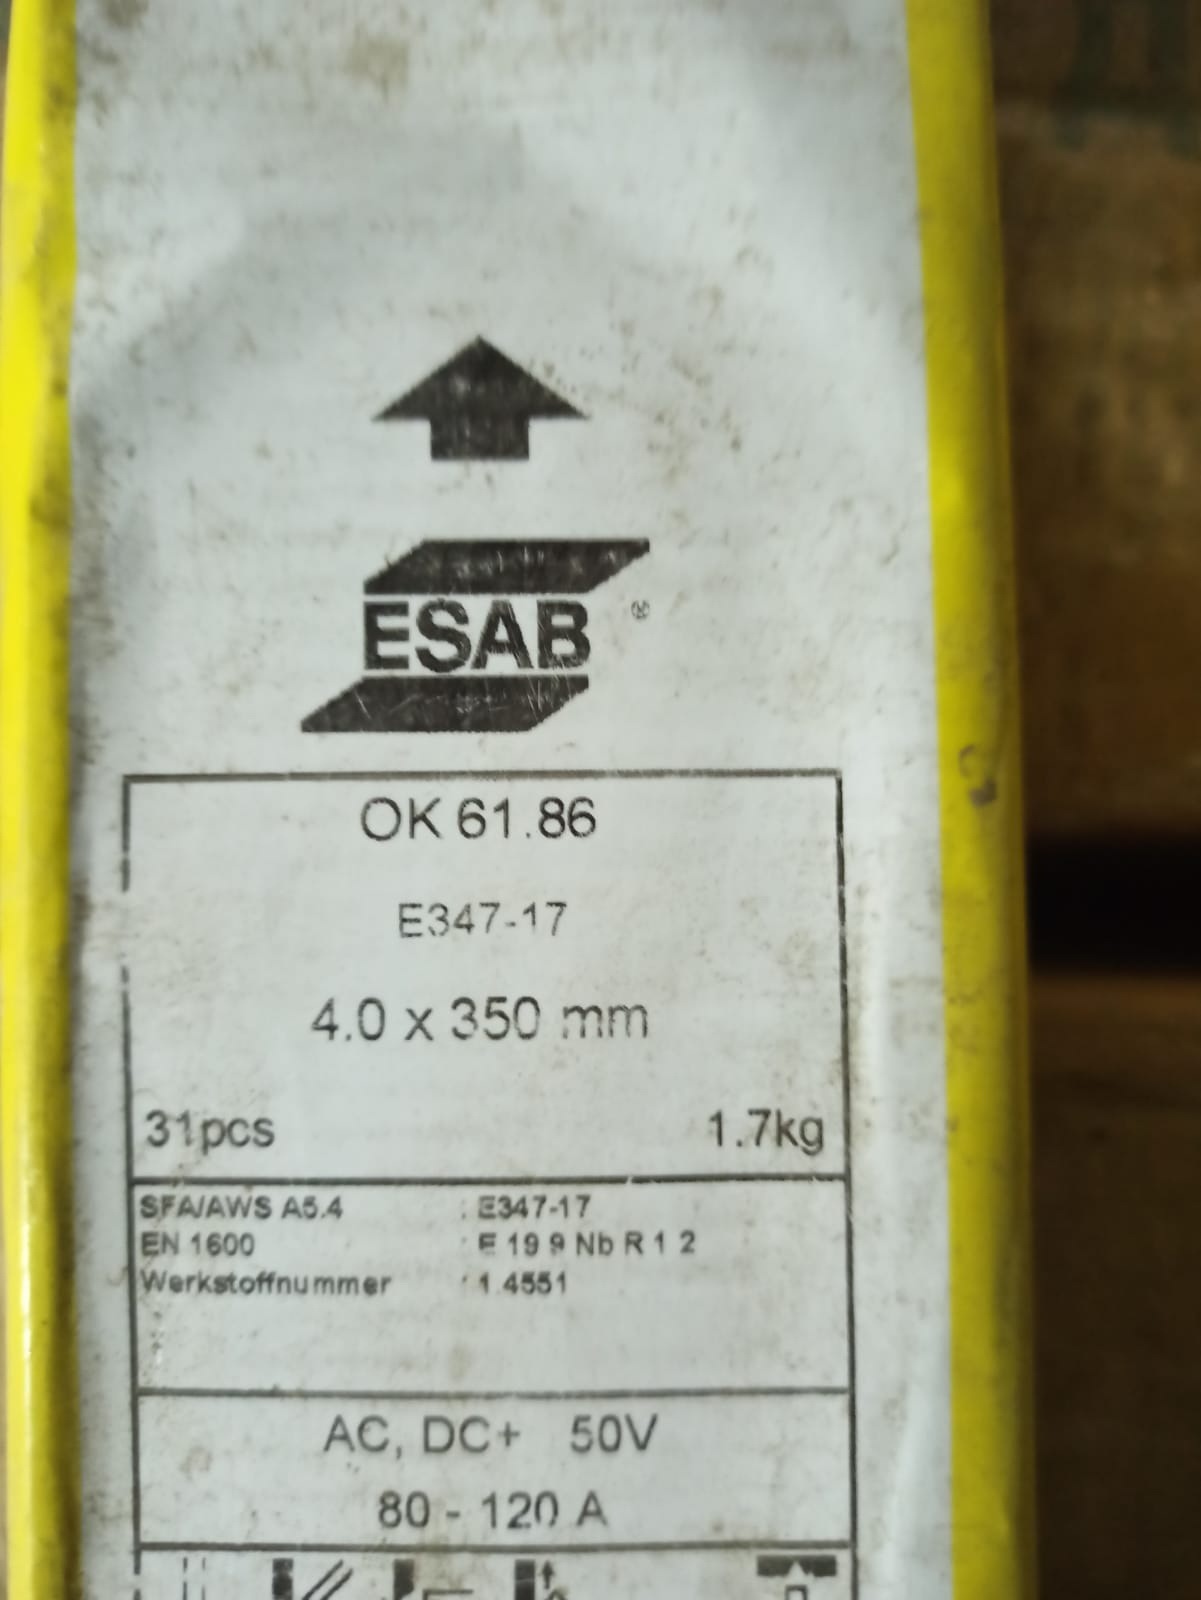 ESAB ®
OK 61.86
E347-17
4.0 x 350 mm
31pcs 1.7kg
SFA/AWS A5.4 : E347-17
EN 1600 : E 19 9 Nb R 1 2
Werkstoffnummer : 1.4551
AC, DC+ 50V
80 - 120 A